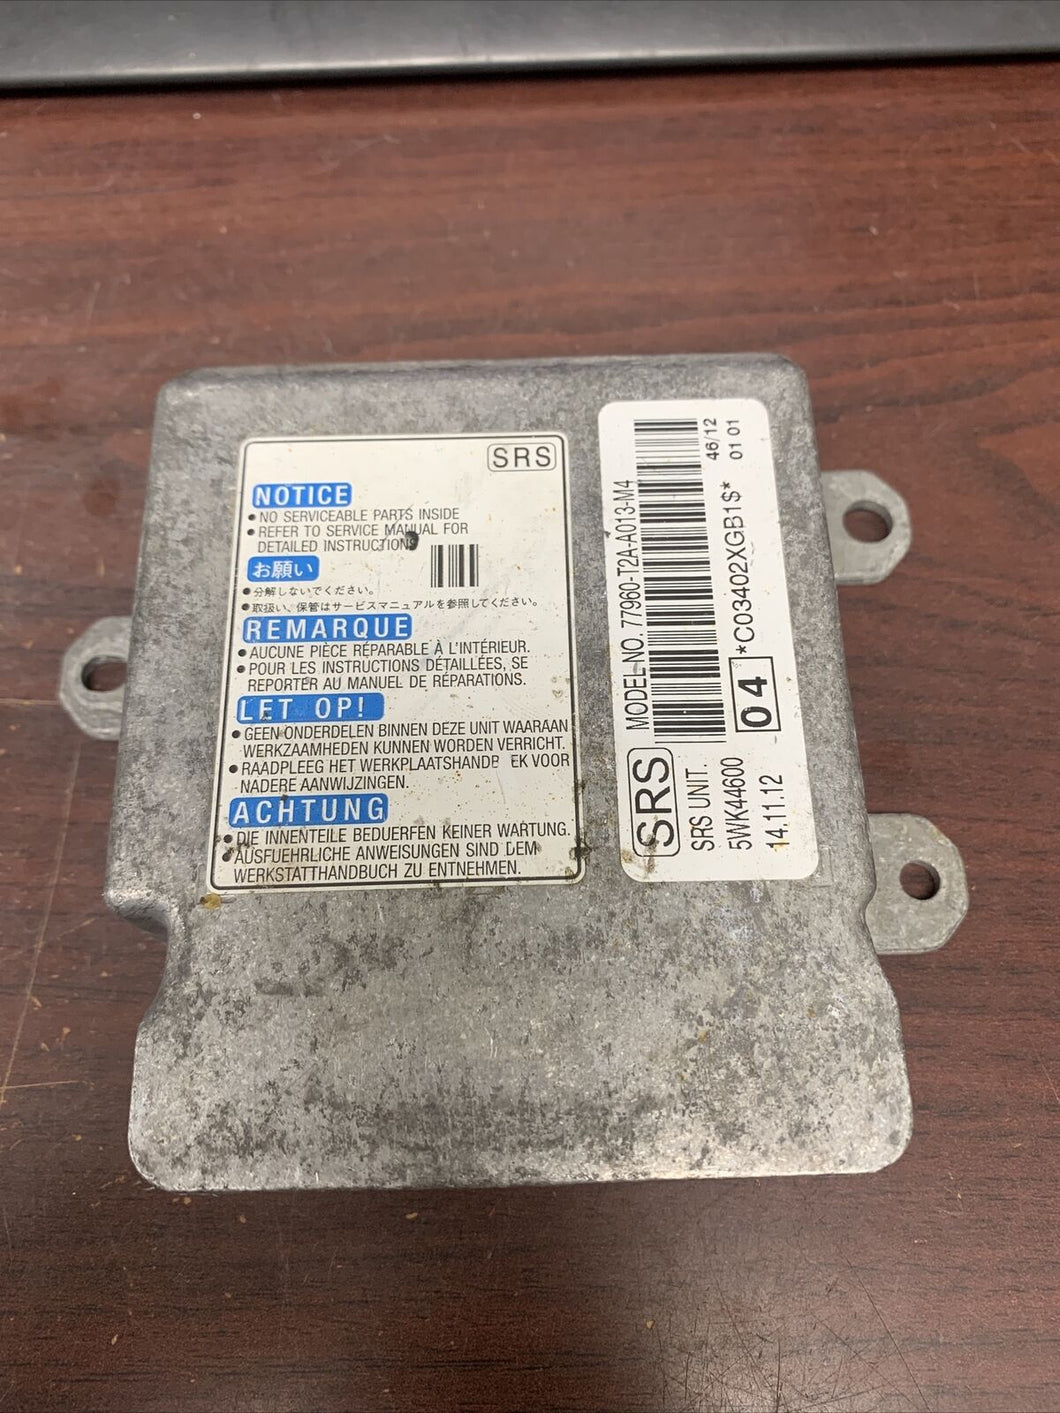 SRS
NOTICE
• NO SERVICEABLE PARTS INSIDE
• REFER TO SERVICE MANUAL FOR
DETAILED INSTRUCTIONS
お願い
• 分解しないでください。
• 取扱い、保管はサービスマニュアルを参照してください。
REMARQUE
• AUCUNE PIÈCE RÉPARABLE À L'INTÉRIEUR.
• POUR LES INSTRUCTIONS DÉTAILLÉES, SE
REPORTER AU MANUEL DE RÉPARATIONS.
LET OP!
• GEEN ONDERDELEN BINNEN DEZE UNIT WAARAAN
WERKZAAMHEDEN KUNNEN WORDEN VERRICHT.
• RAADPLEEG HET WERKPLAATSHANDB EK VOOR
NADERE AANWIJZINGEN.
ACHTUNG
• DIE INNENTEILE BEDUERFEN KEINER WARTUNG.
• AUSFUEHRLICHE ANWEISUNGEN SIND DEM
WERKSTATTHANDBUCH ZU ENTNEHMEN.
SRS
MODEL NO. 77960-T2A-A013-M4
SRS UNIT.
46/12
5WK44600
04
*C03402XGB1$*
01 01
14.11.12